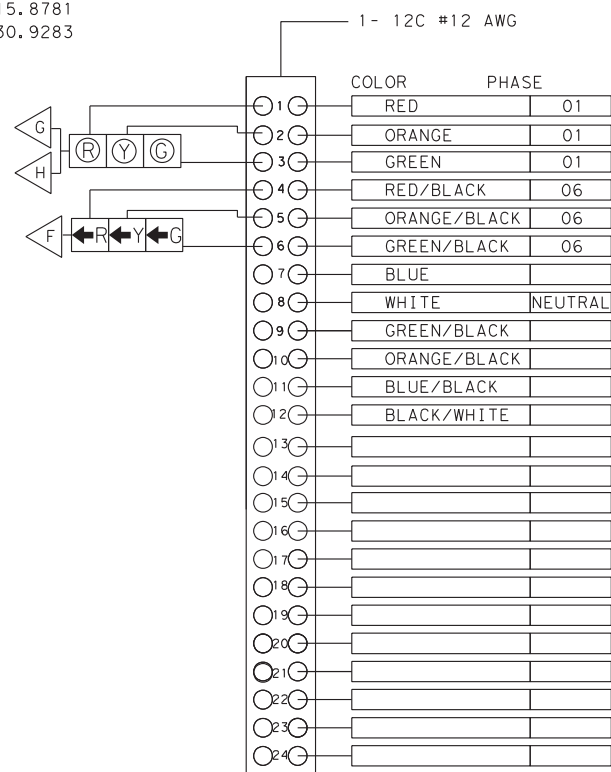 15.8781
30.9283
1- 12C #12 AWG
COLOR PHASE
1 RED 01
G
2 ORANGE 01
R Y G
3 GREEN 01
H
4 RED/BLACK 06
5 ORANGE/BLACK 06
F R Y G
6 GREEN/BLACK 06
7 BLUE
8 WHITE NEUTRAL
9 GREEN/BLACK
10 ORANGE/BLACK
11 BLUE/BLACK
12 BLACK/WHITE
13
14
15
16
17
18
19
20
21
22
23
24